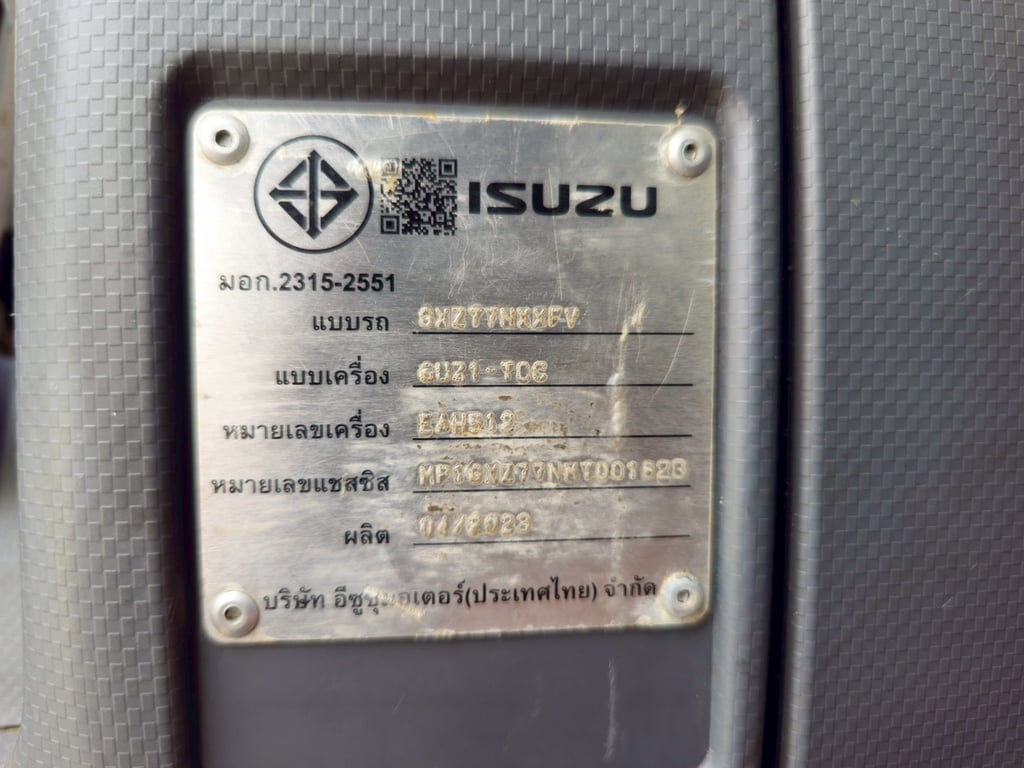 ISUZU
มอก.2315-2551
แบบรถ GXZ77NXXFV
แบบเครื่อง 6UZ1-TCG
หมายเลขเครื่อง
หมายเลขแชสซิส
ผลิต
บริษัท อีซูซุมอเตอร์(ประเทศไทย) จำกัด